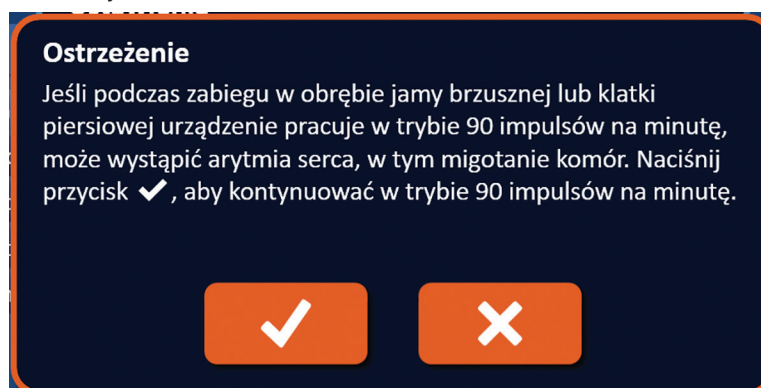 Ostrzeżenie
Jeśli podczas zabiegu w obrębie jamy brzusznej lub klatki
piersiowej urządzenie pracuje w trybie 90 impulsów na minutę,
może wystąpić arytmia serca, w tym migotanie komór. Naciśnij
przycisk ✔, aby kontynuować w trybie 90 impulsów na minutę.